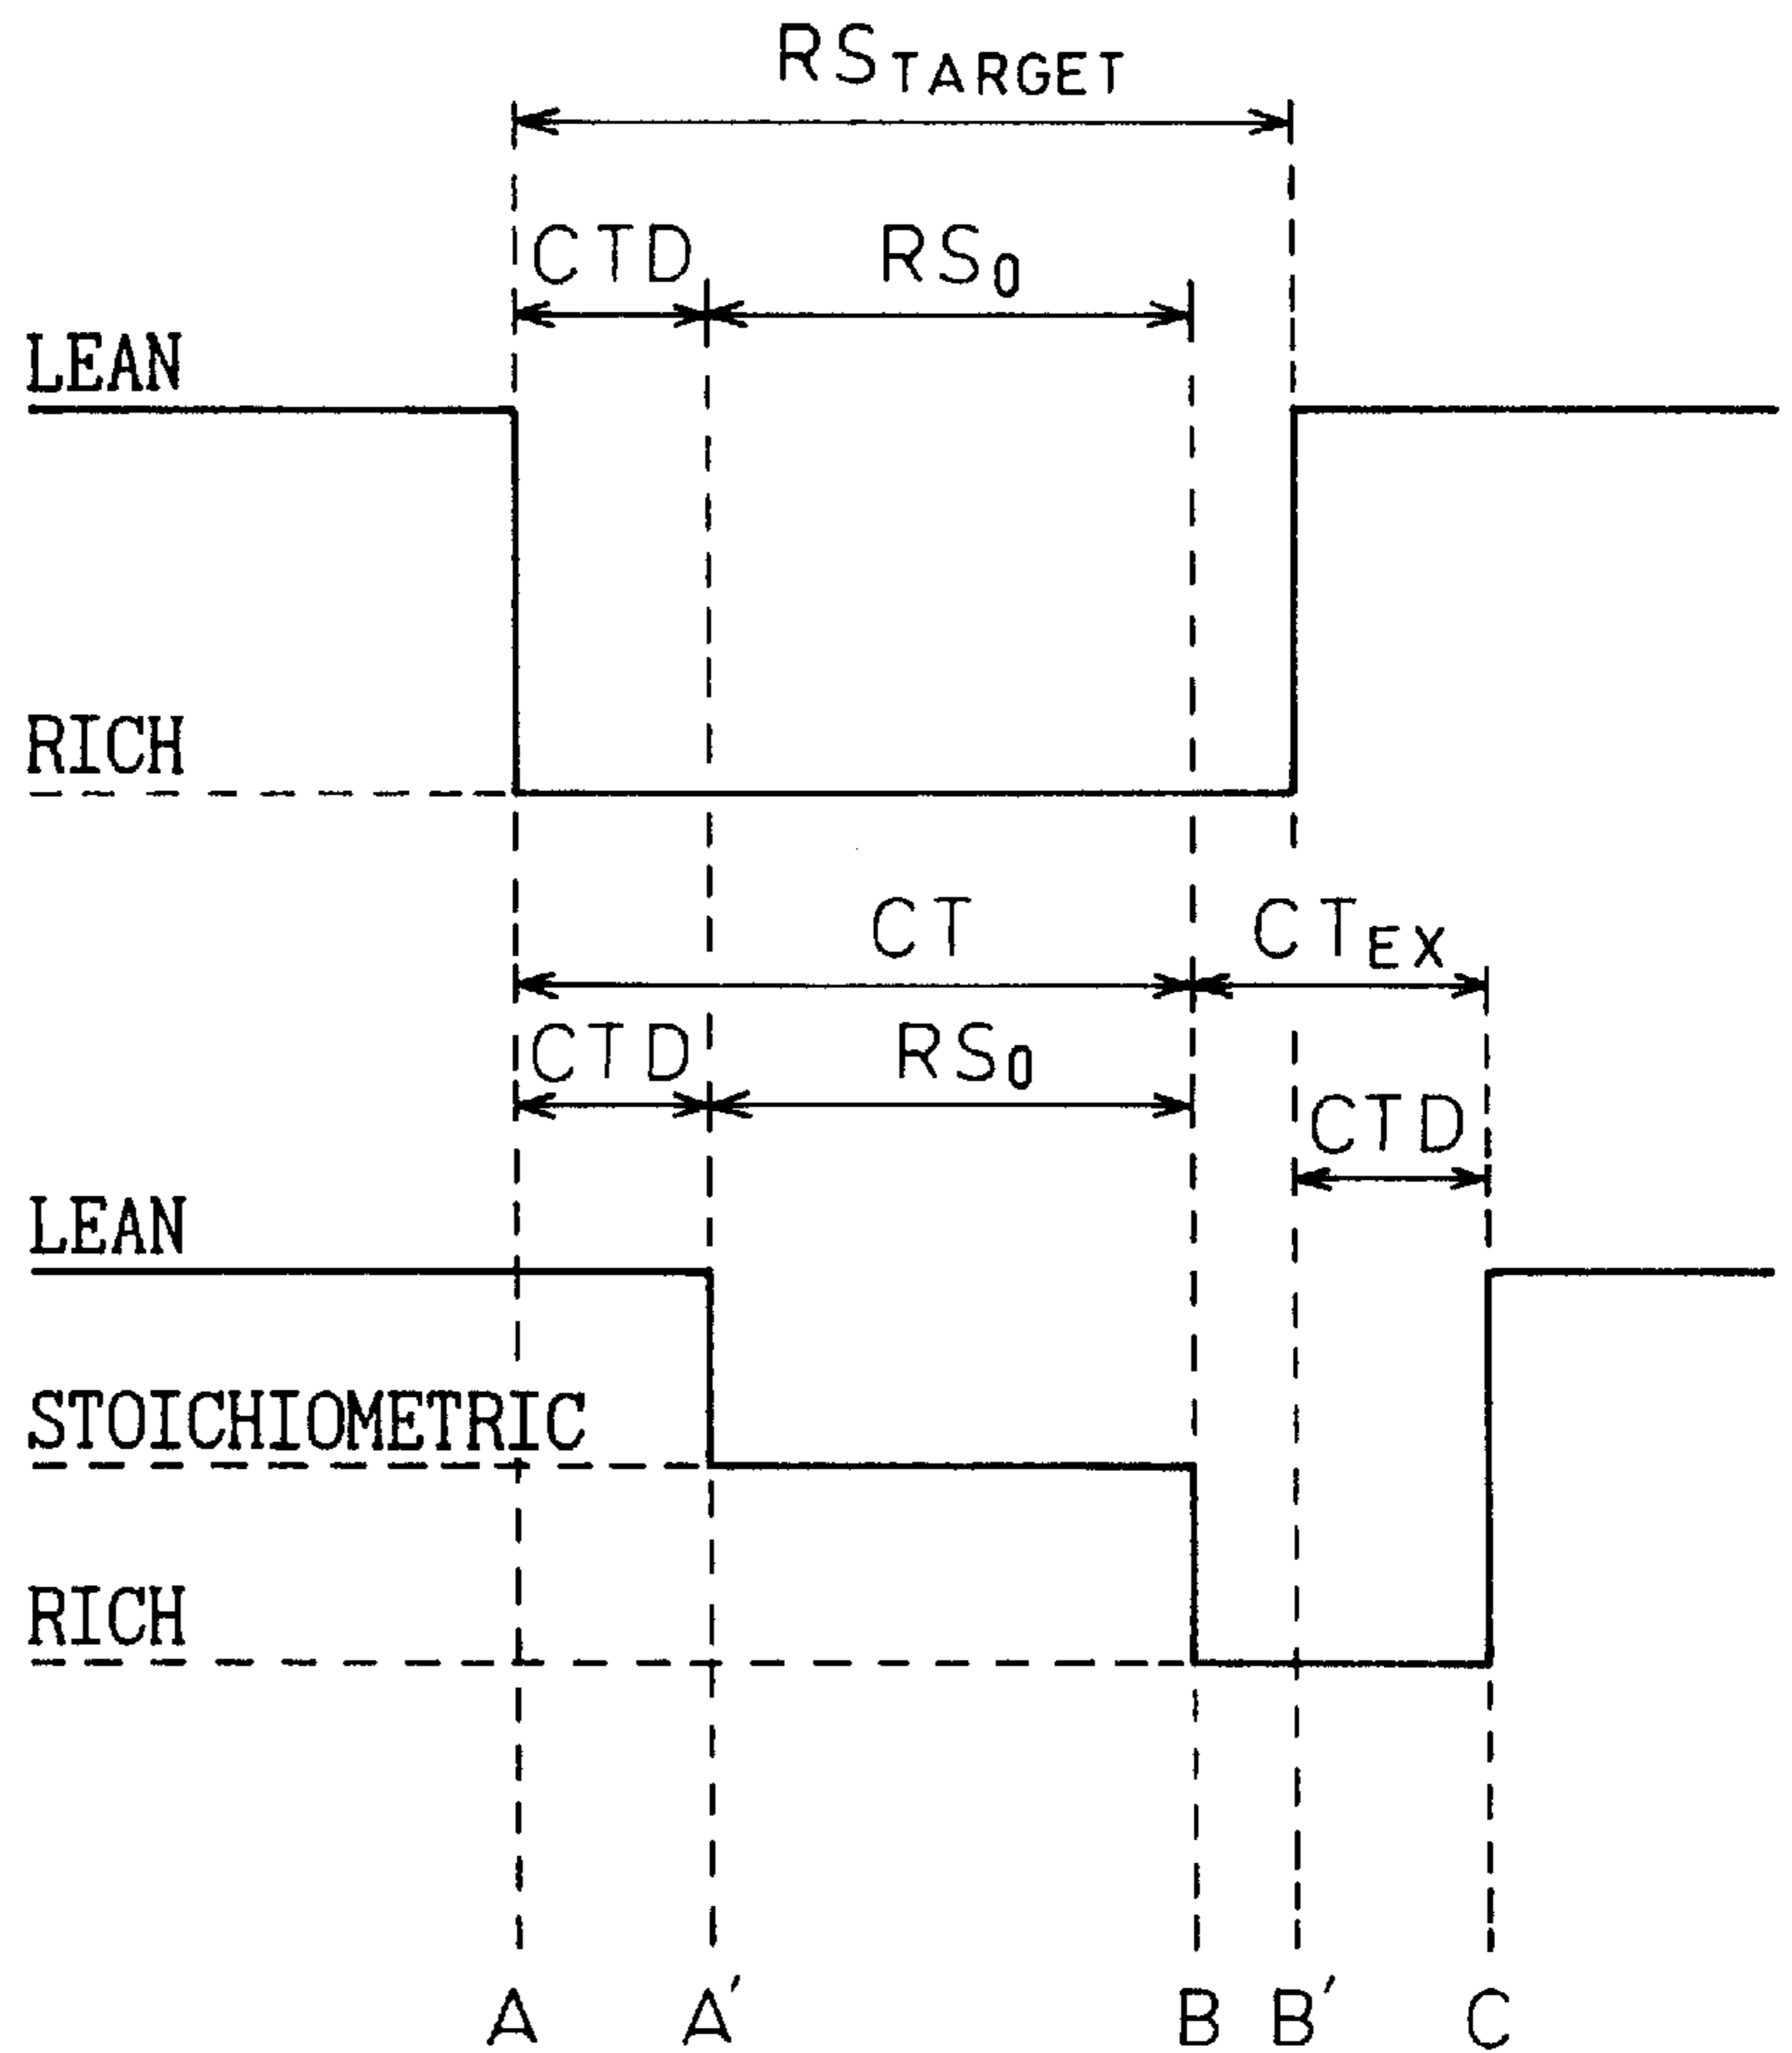 RSTARGET
CTD RS0
LEAN
RICH
CT CTEX
CTD RS0
CTD
LEAN
STOICHIOMETRIC
RICH
A A' B B' C